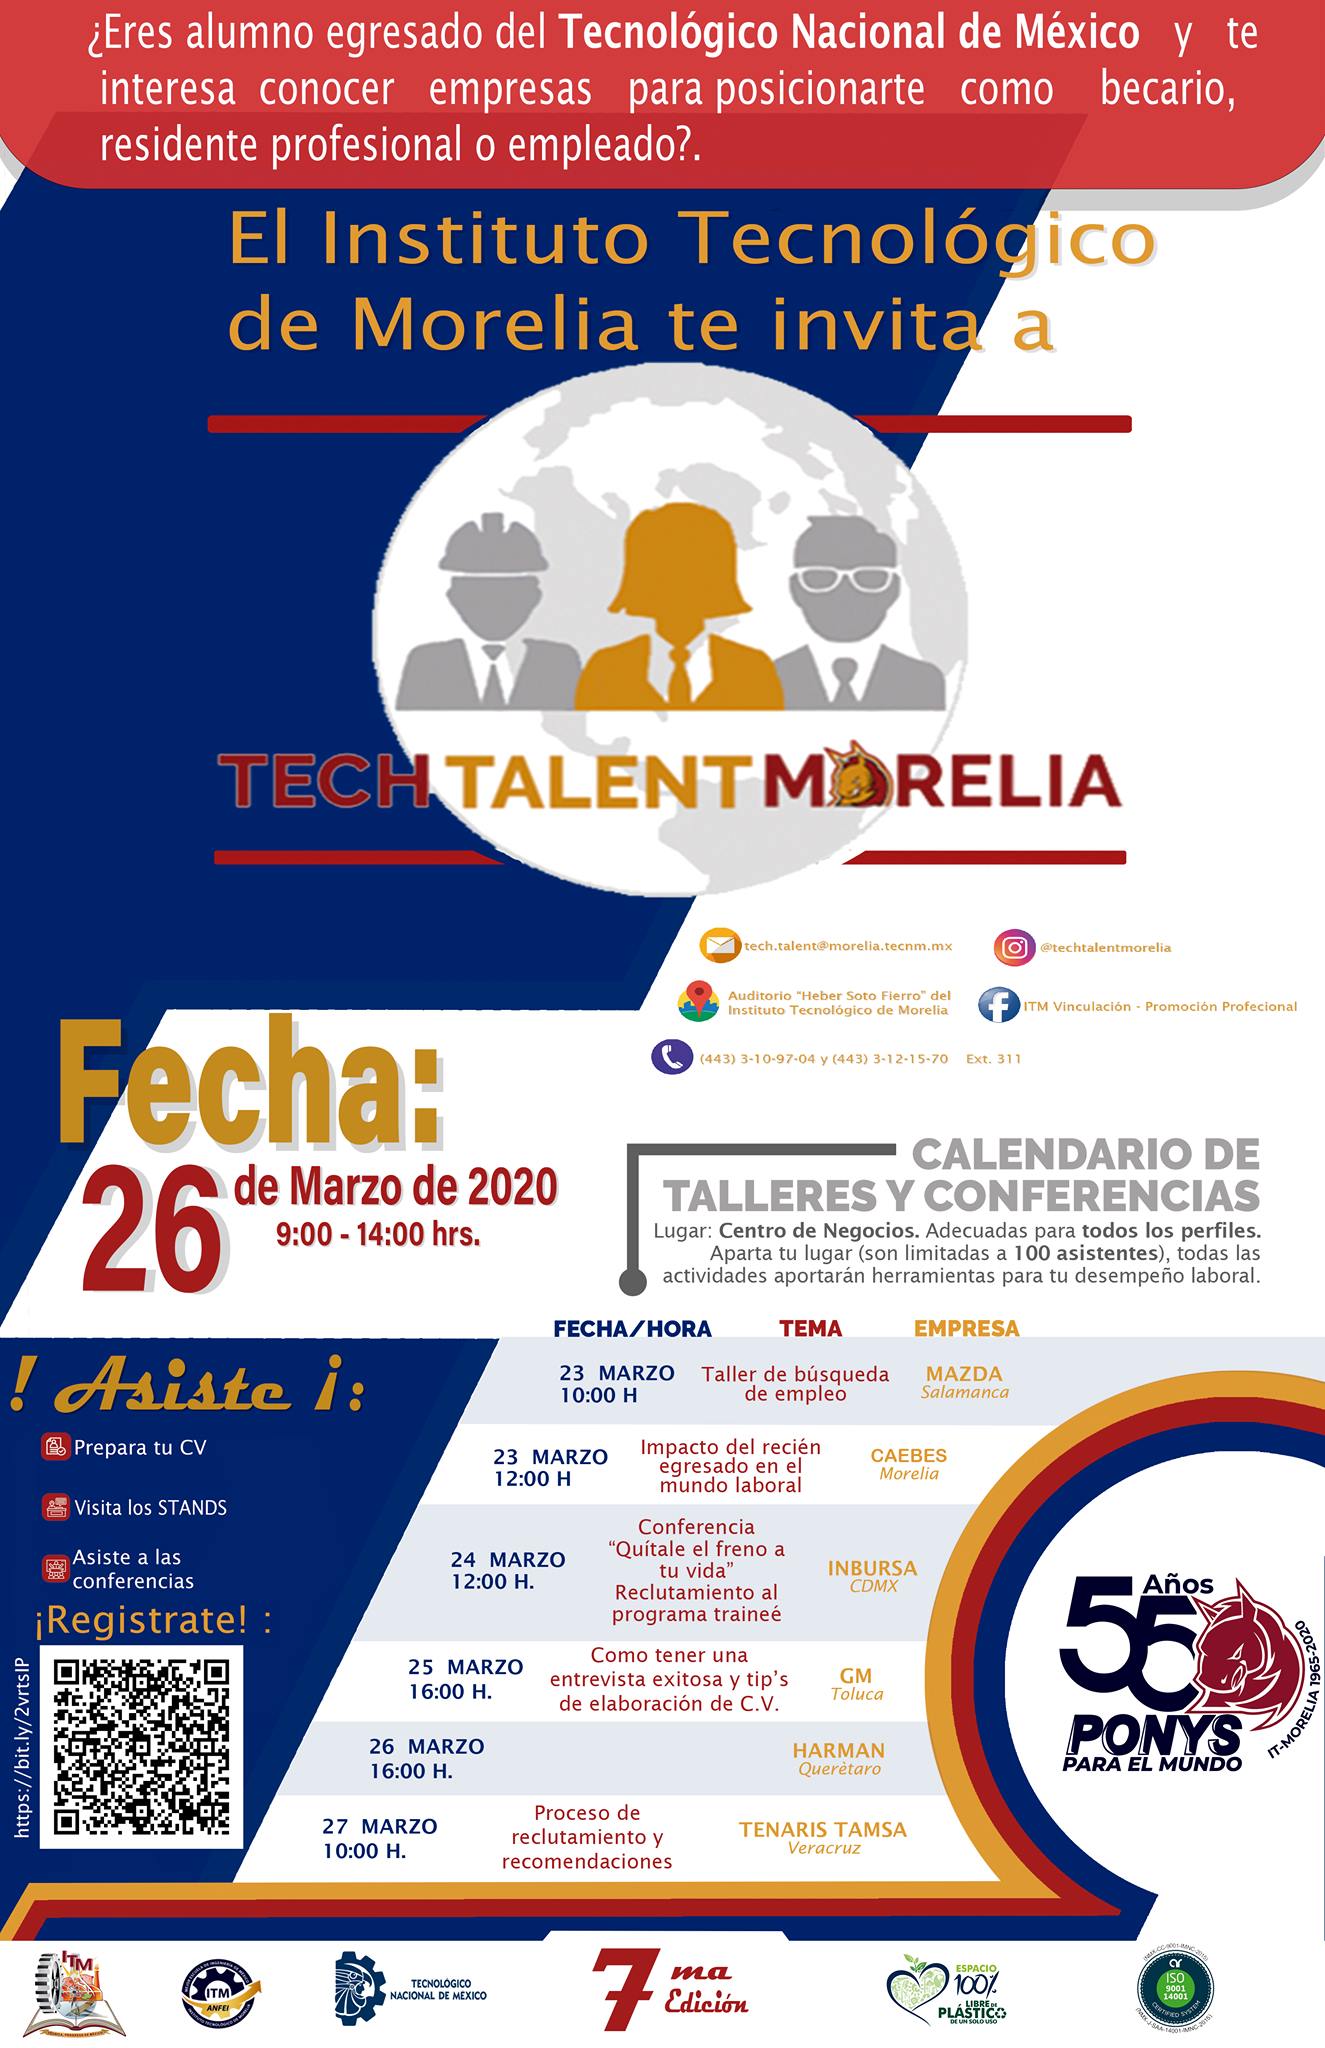 ¿Eres alumno egresado del Tecnológico Nacional de México y te
interesa conocer empresas para posicionarte como becario,
residente profesional o empleado?.
El Instituto Tecnológico
de Morelia te invita a
TECH TALENT MORELIA
tech.talent@morelia.tecnm.mx
@techtalentmorelia
Auditorio “Heber Soto Fierro” del
Instituto Tecnológico de Morelia
ITM Vinculación - Promoción Profecional
(443) 3-10-97-04 y (443) 3-12-15-70 Ext. 311
Fecha:
26 de Marzo de 2020
9:00 - 14:00 hrs.
CALENDARIO DE
TALLERES Y CONFERENCIAS
Lugar: Centro de Negocios. Adecuadas para todos los perfiles.
Aparta tu lugar (son limitadas a 100 asistentes), todas las
actividades aportarán herramientas para tu desempeño laboral.
FECHA/HORA TEMA EMPRESA
23 MARZO
10:00 H
Taller de búsqueda
de empleo
MAZDA
Salamanca
23 MARZO
12:00 H
Impacto del recién
egresado en el
mundo laboral
CAEBES
Morelia
24 MARZO
12:00 H.
Conferencia
“Quítale el freno a
tu vida”
Reclutamiento al
programa traineé
INBURSA
CDMX
25 MARZO
16:00 H.
Como tener una
entrevista exitosa y tip’s
de elaboración de C.V.
GM
Toluca
26 MARZO
16:00 H.
HARMAN
Querètaro
27 MARZO
10:00 H.
Proceso de
reclutamiento y
recomendaciones
TENARIS TAMSA
Veracruz
! Asiste ¡:
Prepara tu CV
Visita los STANDS
Asiste a las
conferencias
¡Registrate! :
https://bit.ly/2vrtsIP
55 Años
PONYS
PARA EL MUNDO
IT-MORELIA 1965-2020
ITM
ITM
ANFEI
TECNOLÓGICO
NACIONAL DE MÉXICO
7 ma
Edición
ESPACIO
100%
LIBRE DE
PLÁSTICO
DE UN SOLO USO
ISO
9001
14001
CERTIFIED SYSTEM